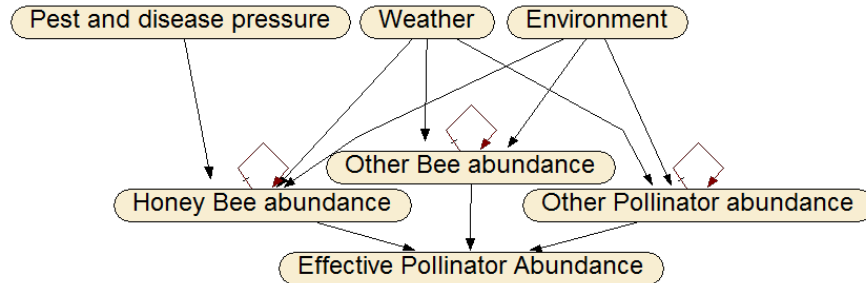 Pest and disease pressure
Weather
Environment
Other Bee abundance
Honey Bee abundance
Other Pollinator abundance
Effective Pollinator Abundance